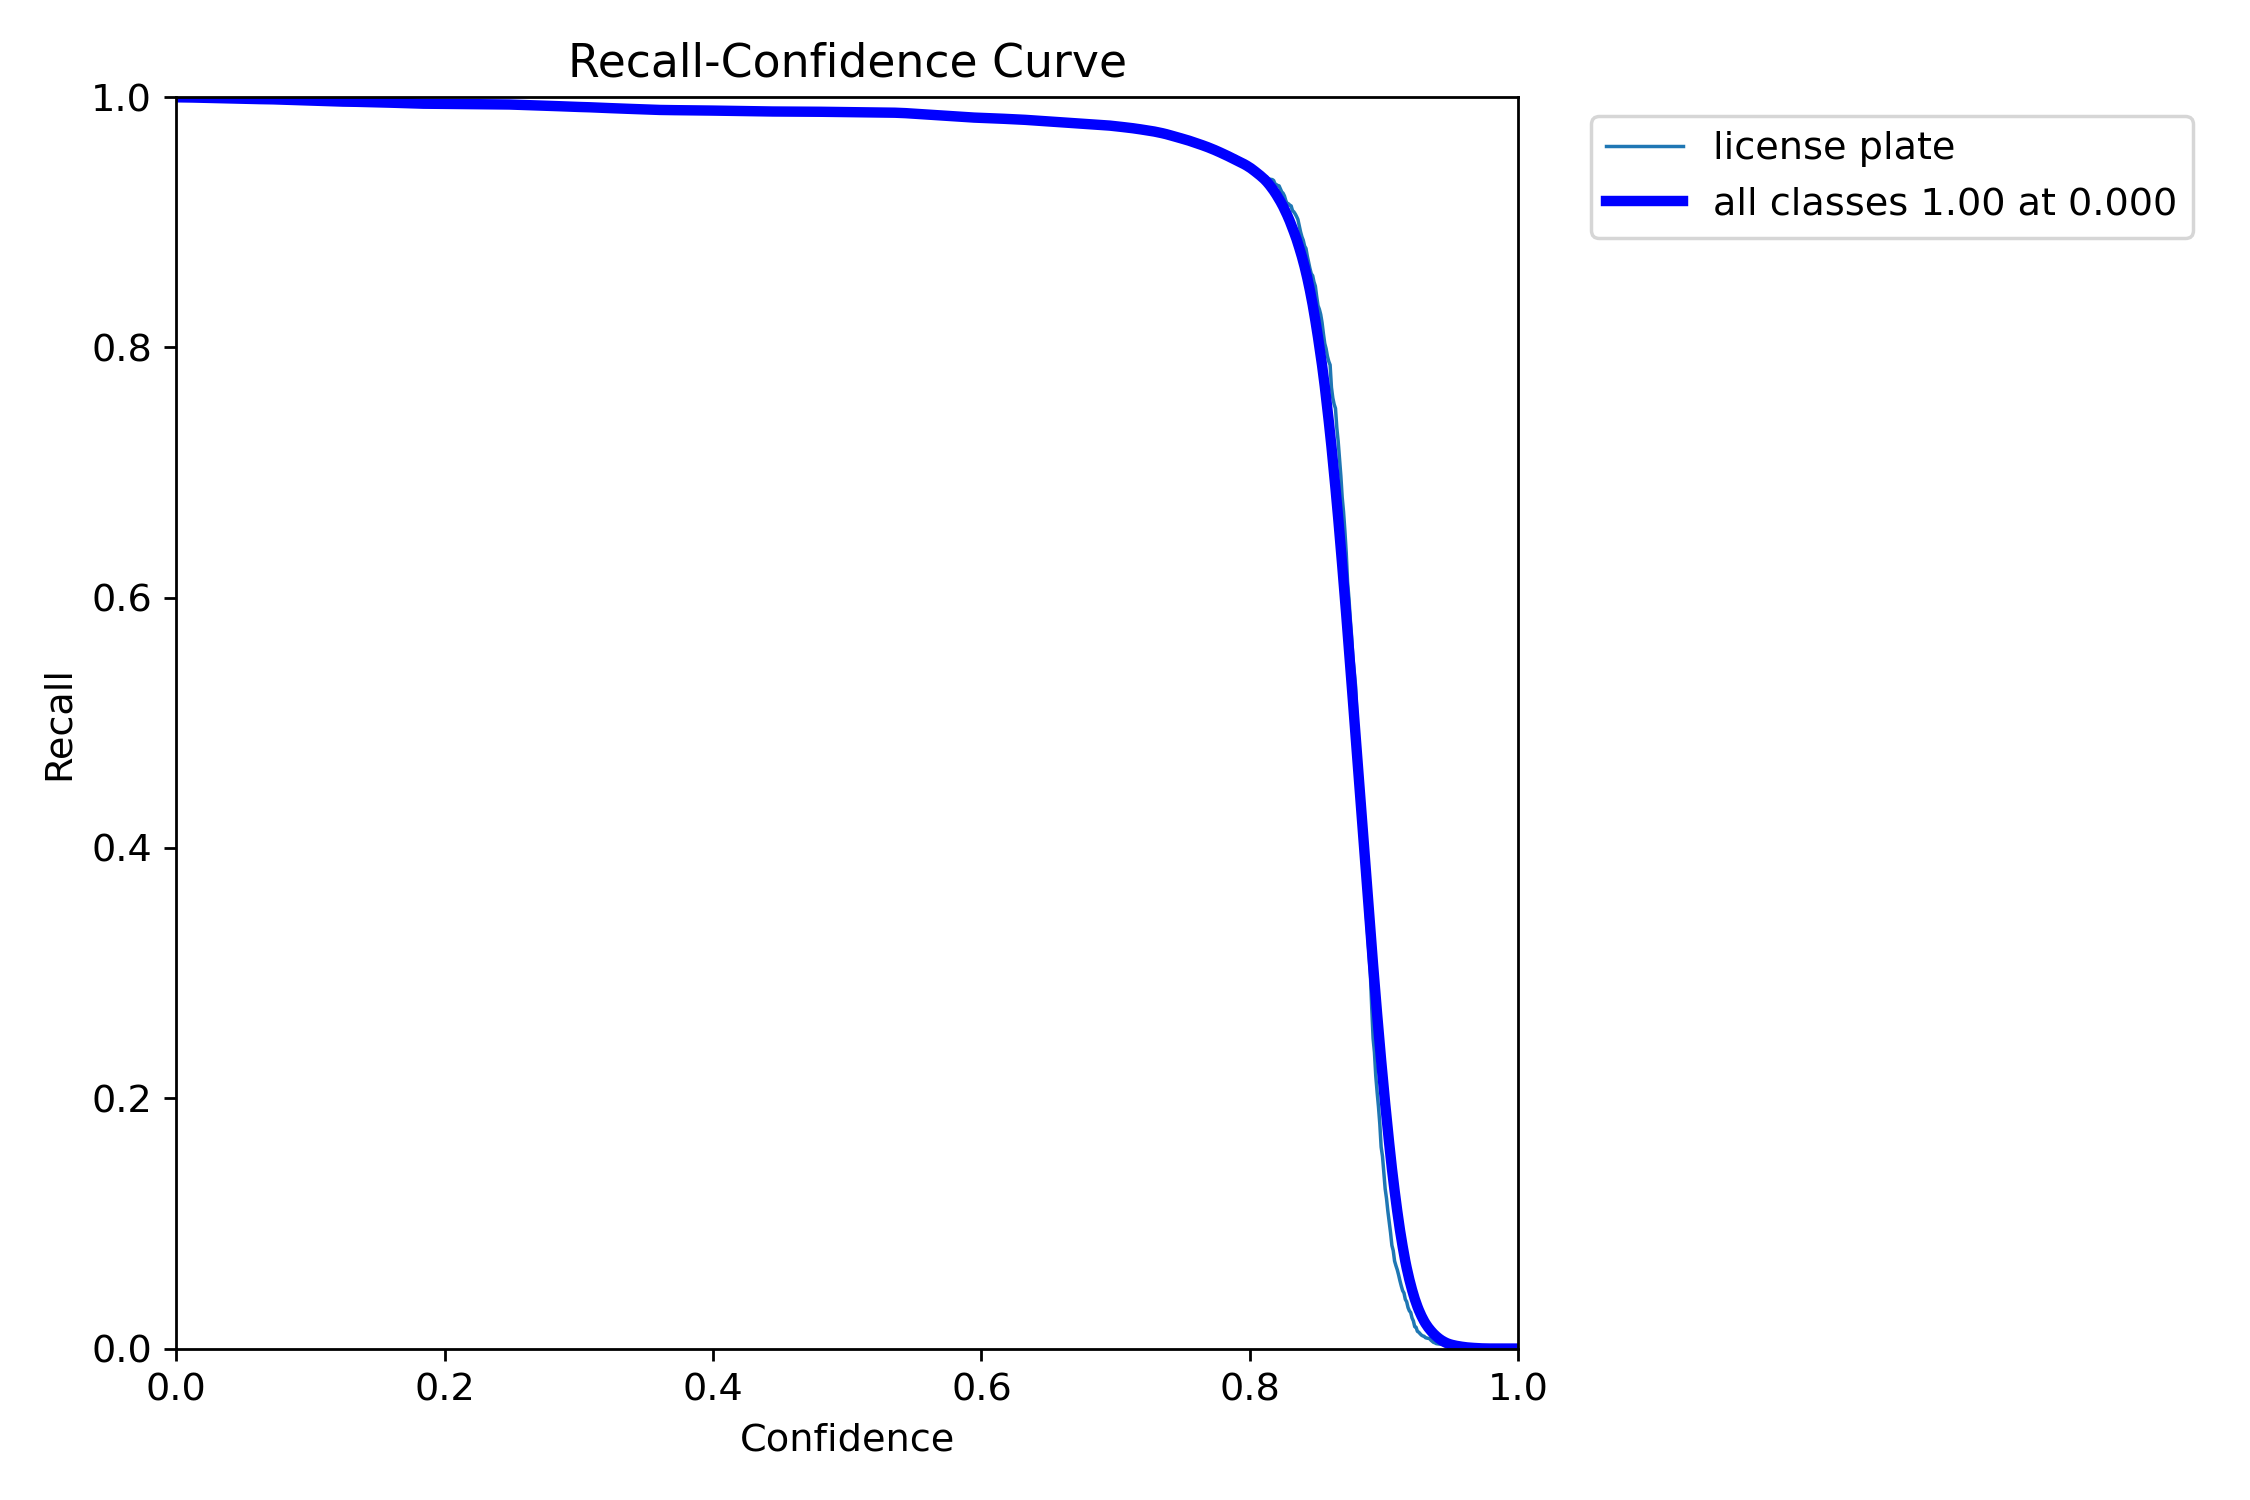 Recall-Confidence Curve
license plate
all classes 1.00 at 0.000
1.0
0.8
0.6
0.4
0.2
0.0
Recall
0.0 0.2 0.4 0.6 0.8 1.0
Confidence